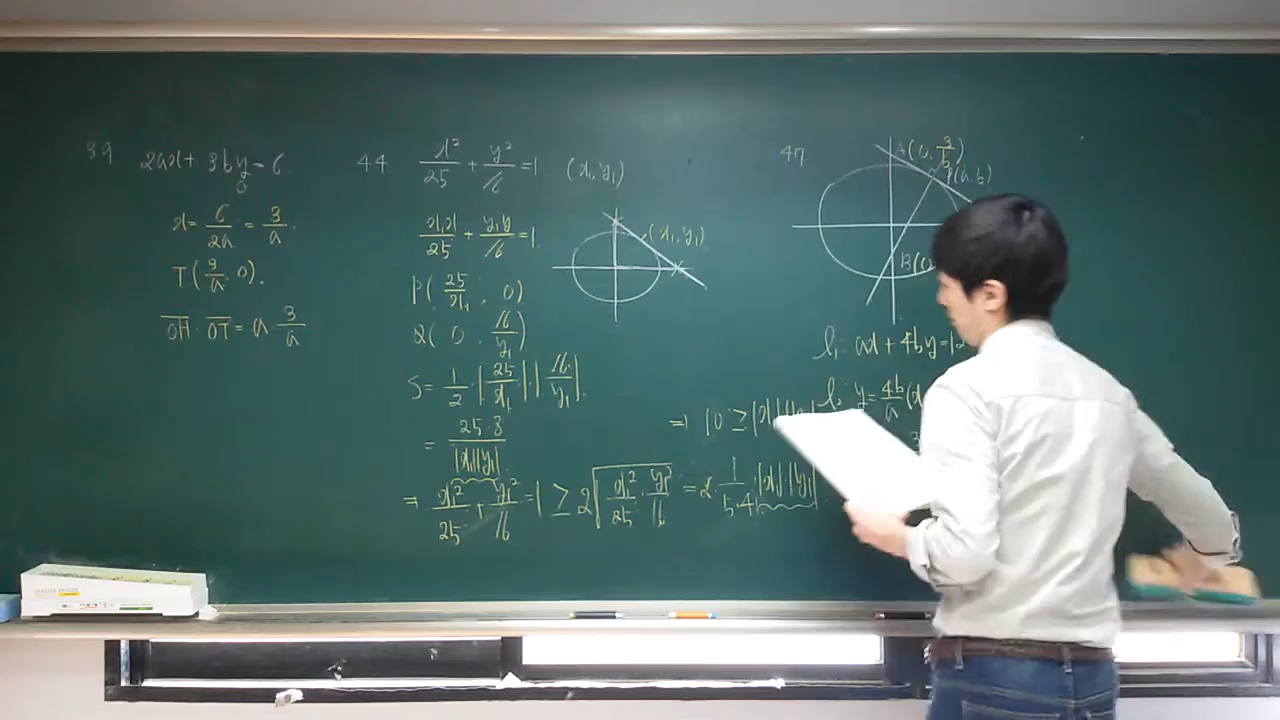 39
2ax + 3by = 6
0
x = 6/2a = 3/a.
T(3/a, 0).
OH · OT = a · 3/a
44
x²/25 + y²/16 = 1 (x₁, y₁)
x₁x/25 + y₁y/16 = 1.
(x₁, y₁)
P(25/x₁, 0)
Q(0, 16/y₁)
S = 1/2 · |25/x₁| · |16/y₁|
= 25·8/|x₁||y₁|
⇒ x₁²/25 + y₁²/16 = 1 ≥ 2√(x₁²/25 · y₁²/16) = 2 · 1/5·4 |x₁|·|y₁|
⇒ 10 ≥ |x₁||y₁|
47
A(0, 3/b)
P(a, b)
B(0
l₁: ax + 4by = 12
l₂: y = 4b/a (x